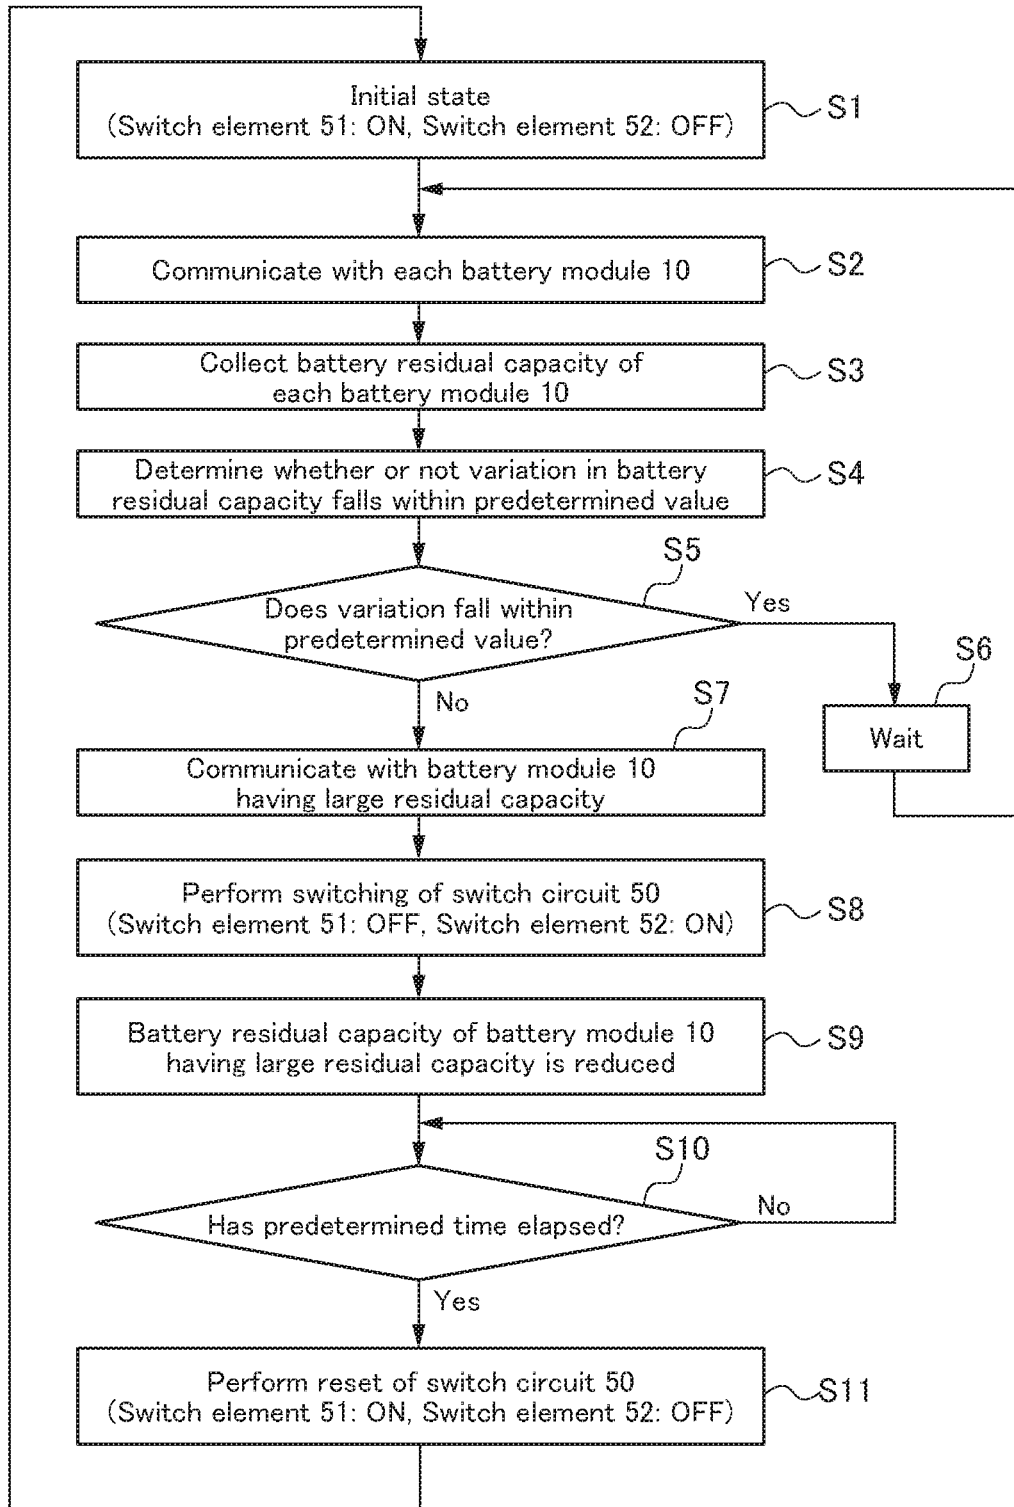 Initial state
(Switch element 51: ON, Switch element 52: OFF)
S1
Communicate with each battery module 10
S2
Collect battery residual capacity of
each battery module 10
S3
Determine whether or not variation in battery
residual capacity falls within predetermined value
S4
S5
Does variation fall within
predetermined value?
Yes
No
S6
Wait
S7
Communicate with battery module 10
having large residual capacity
Perform switching of switch circuit 50
(Switch element 51: OFF, Switch element 52: ON)
S8
Battery residual capacity of battery module 10
having large residual capacity is reduced
S9
S10
Has predetermined time elapsed?
No
Yes
Perform reset of switch circuit 50
(Switch element 51: ON, Switch element 52: OFF)
S11